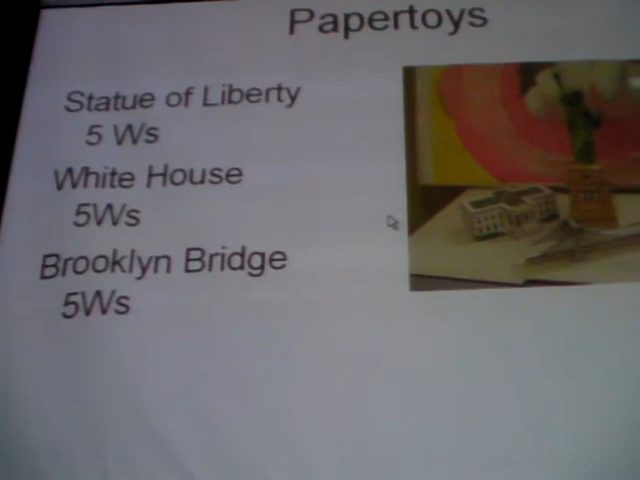 Papertoys
Statue of Liberty
5 Ws
White House
5Ws
Brooklyn Bridge
5Ws